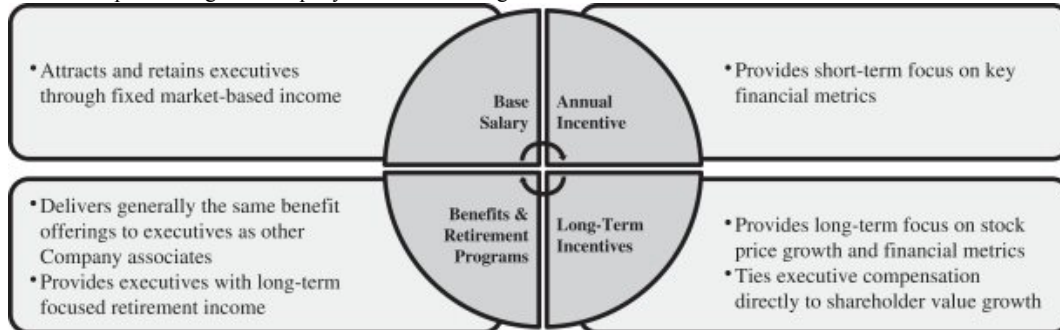 • Attracts and retains executives
through fixed market-based income
Base
Salary
Annual
Incentive
• Provides short-term focus on key
financial metrics
• Delivers generally the same benefit
offerings to executives as other
Company associates
• Provides executives with long-term
focused retirement income
Benefits &
Retirement
Programs
Long-Term
Incentives
• Provides long-term focus on stock
price growth and financial metrics
• Ties executive compensation
directly to shareholder value growth